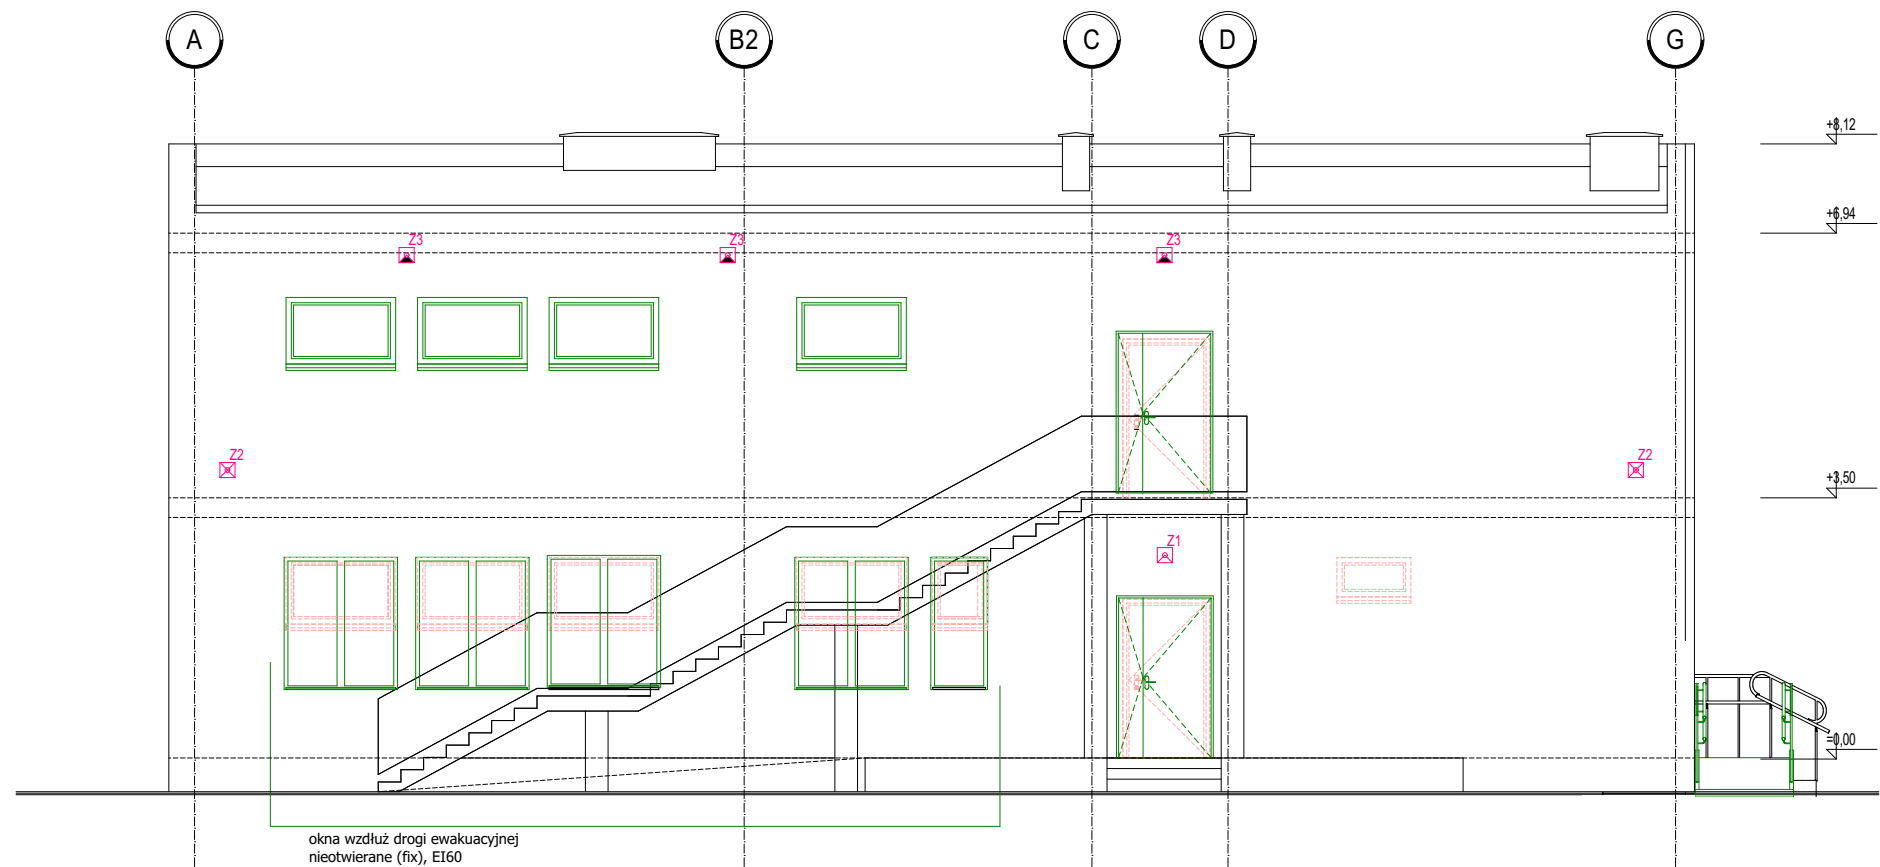 A B2 C D G
+8,12
+6,94
Z3 Z3 Z3
Z2 Z2
+3,50
Z1
±0,00
okna wzdłuż drogi ewakuacyjnej
nieotwierane (fix), EI60